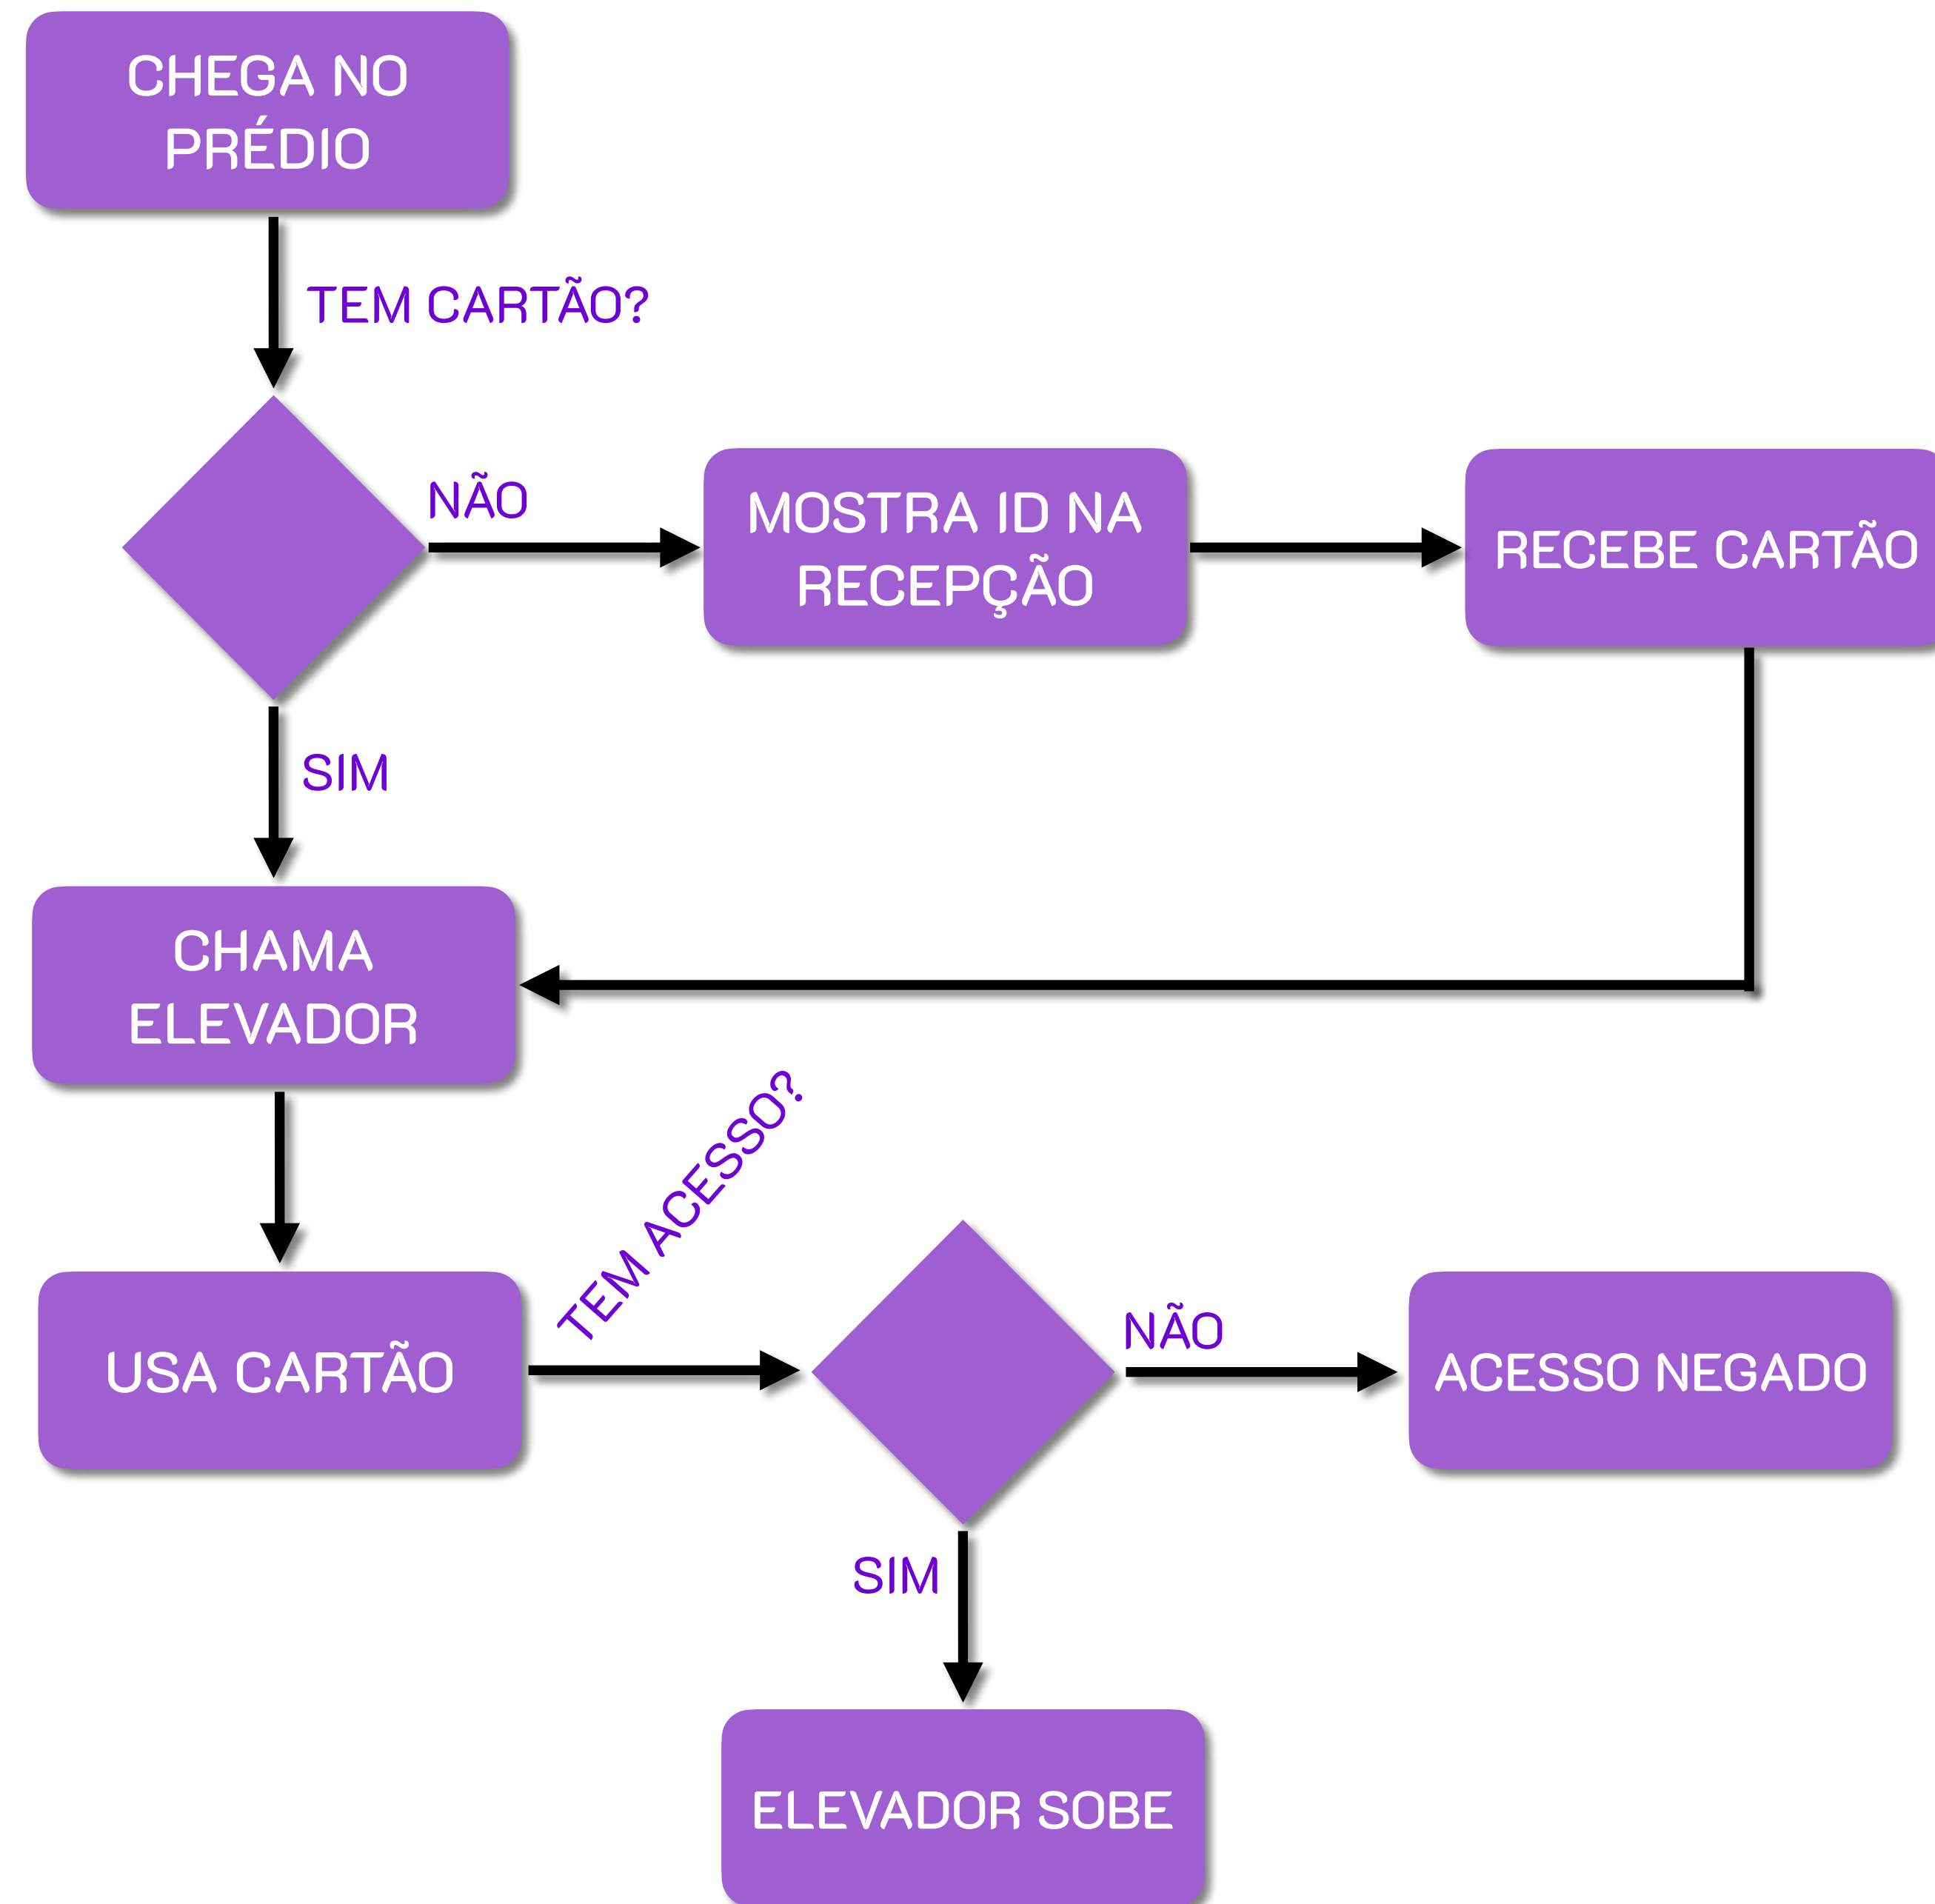 CHEGA NO
PRÉDIO
TEM CARTÃO?
NÃO
MOSTRA ID NA
RECEPÇÃO
RECEBE CARTÃO
SIM
CHAMA
ELEVADOR
TEM ACESSO?
USA CARTÃO
NÃO
ACESSO NEGADO
SIM
ELEVADOR SOBE